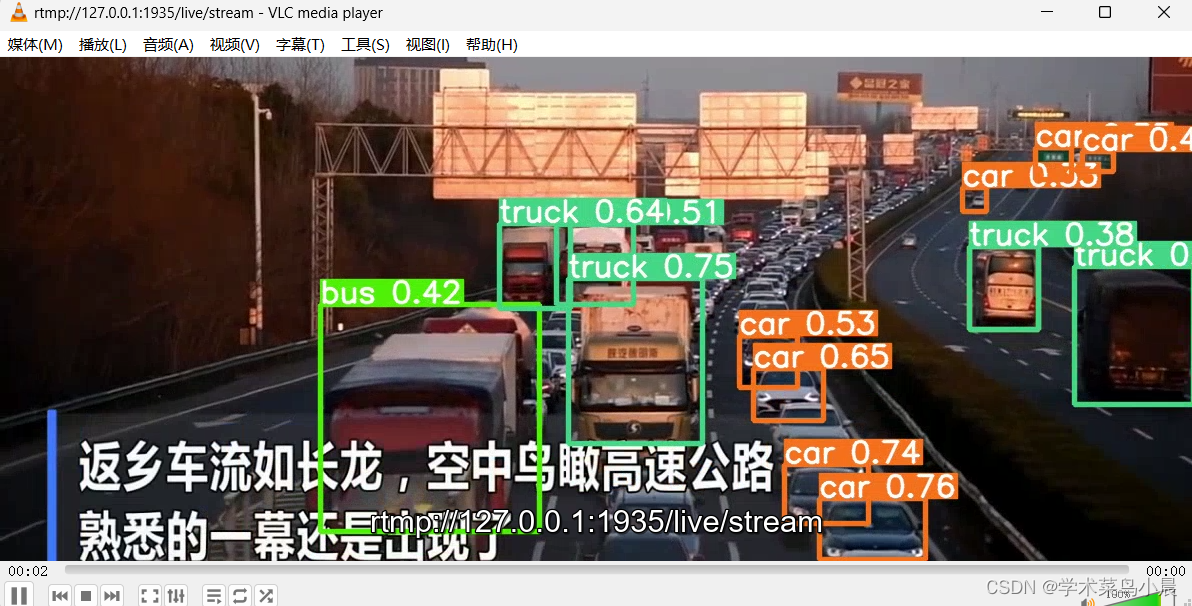 rtmp://127.0.0.1:1935/live/stream - VLC media player
媒体(M) 播放(L) 音频(A) 视频(V) 字幕(T) 工具(S) 视图(I) 帮助(H)
品冠之家
car car 0.4
car 0.53
truck 0.64 0.51
truck 0.38
truck 0.
truck 0.75
bus 0.42
car 0.53
car 0.65
返乡车流如长龙，空中鸟瞰高速公路
car 0.74
car 0.76
熟悉的一幕还是出现了
rtmp://127.0.0.1:1935/live/stream
00:02 00:00
CSDN @学术菜鸟小晨
100%